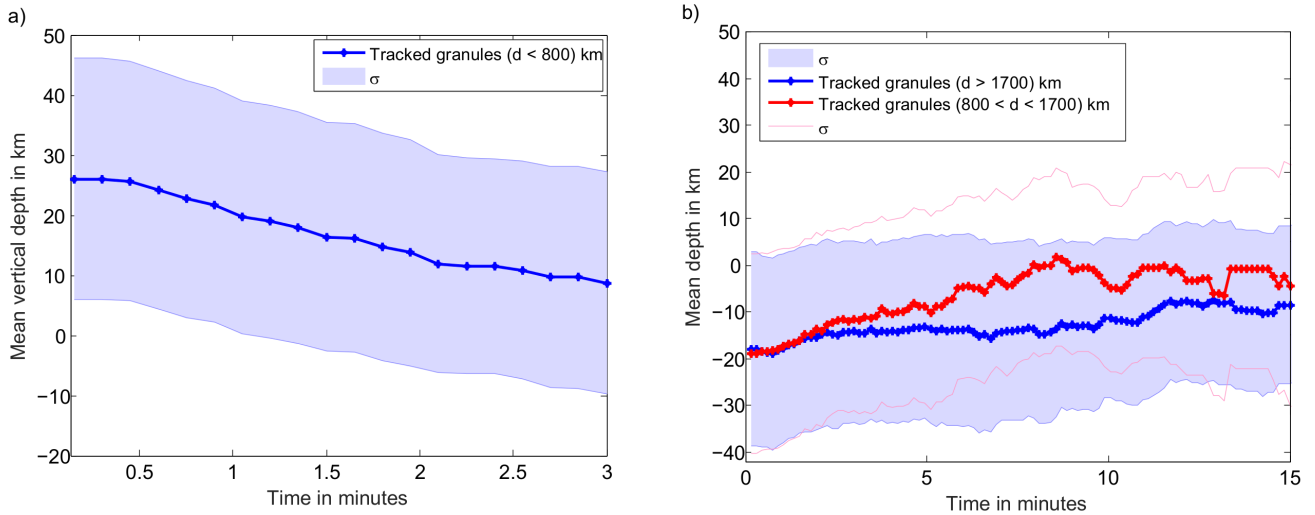 a)
50
40
30
20
10
0
−10
−20
Mean vertical depth in km
Tracked granules (d < 800) km
σ
0.5
1
1.5
2
2.5
3
Time in minutes
b)
50
40
30
20
10
0
−10
−20
−30
−40
Mean depth in km
σ
Tracked granules (d > 1700) km
Tracked granules (800 < d < 1700) km
σ
0
5
10
15
Time in minutes